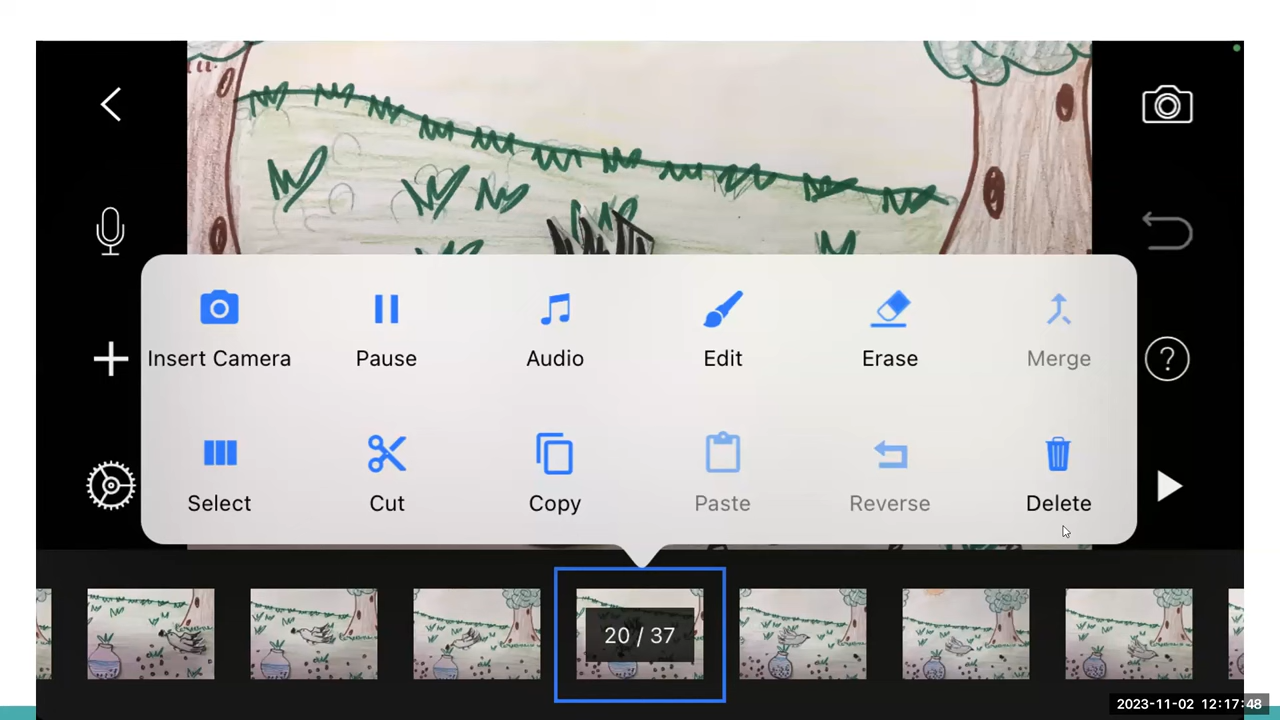 Insert Camera
Pause
Audio
Edit
Erase
Merge
Select
Cut
Copy
Paste
Reverse
Delete
20 / 37
2023-11-02 12:17:48